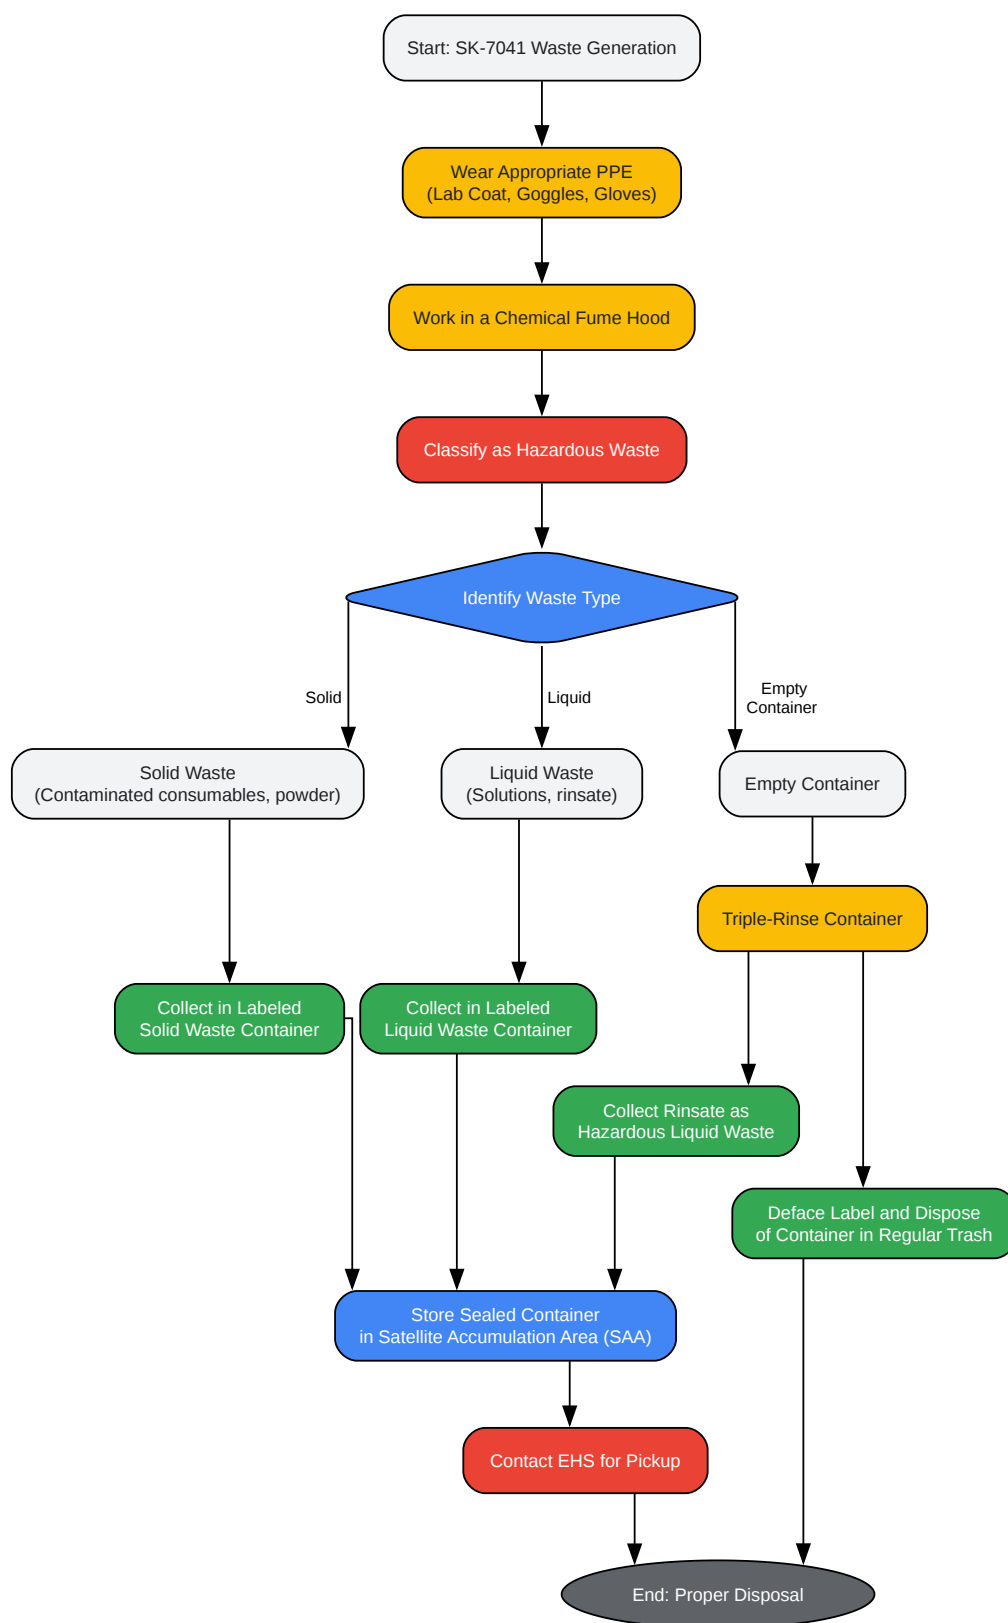 Start: SK-7041 Waste Generation
Wear Appropriate PPE
(Lab Coat, Goggles, Gloves)
Work in a Chemical Fume Hood
Classify as Hazardous Waste
Identify Waste Type
Solid
Liquid
Empty
Container
Solid Waste
(Contaminated consumables, powder)
Liquid Waste
(Solutions, rinsate)
Empty Container
Triple-Rinse Container
Collect in Labeled
Solid Waste Container
Collect in Labeled
Liquid Waste Container
Collect Rinsate as
Hazardous Liquid Waste
Deface Label and Dispose
of Container in Regular Trash
Store Sealed Container
in Satellite Accumulation Area (SAA)
Contact EHS for Pickup
End: Proper Disposal